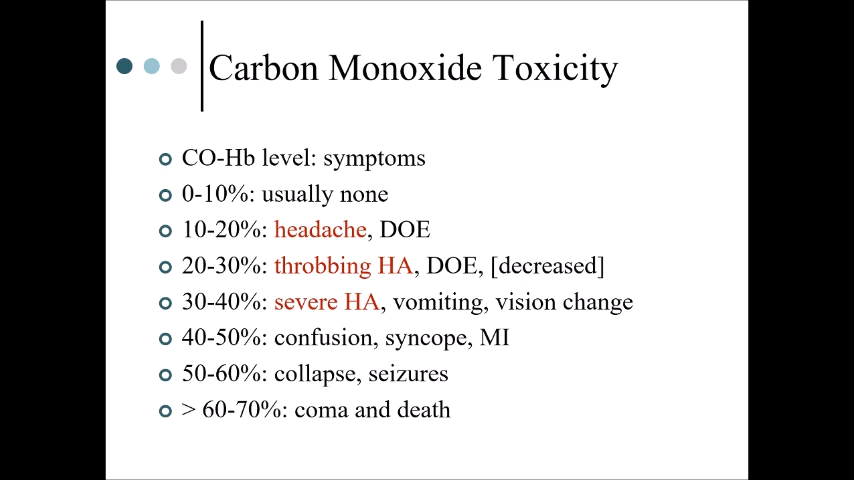 Carbon Monoxide Toxicity
CO-Hb level: symptoms
0-10%: usually none
10-20%: headache, DOE
20-30%: throbbing HA, DOE, [decreased]
30-40%: severe HA, vomiting, vision change
40-50%: confusion, syncope, MI
50-60%: collapse, seizures
> 60-70%: coma and death